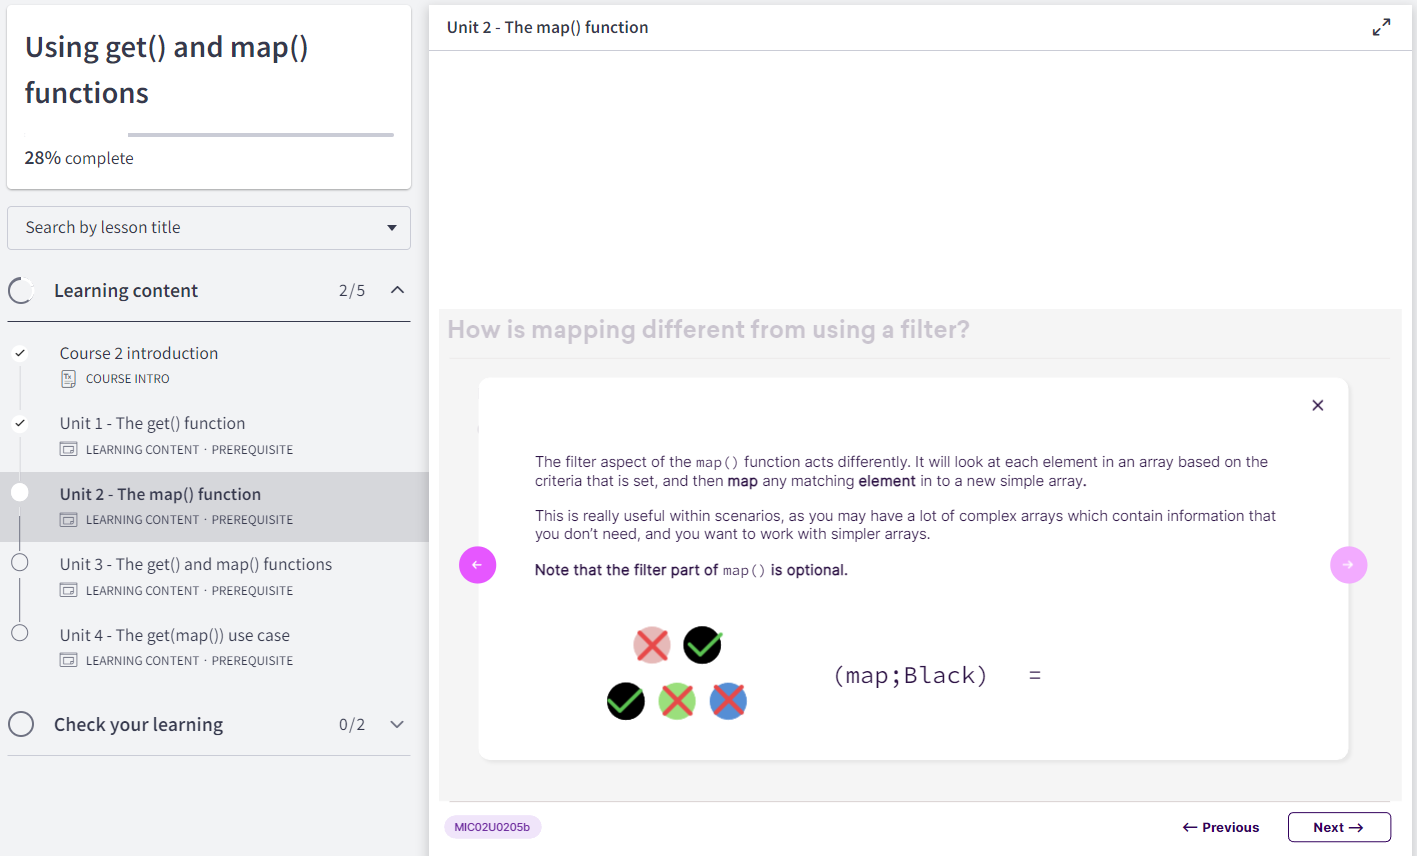 Using get() and map()
functions
28% complete
Search by lesson title
Learning content 2/5
Course 2 introduction
COURSE INTRO
Unit 1 - The get() function
LEARNING CONTENT · PREREQUISITE
Unit 2 - The map() function
LEARNING CONTENT · PREREQUISITE
Unit 3 - The get() and map() functions
LEARNING CONTENT · PREREQUISITE
Unit 4 - The get(map()) use case
LEARNING CONTENT · PREREQUISITE
Check your learning 0/2
Unit 2 - The map() function
How is mapping different from using a filter?
The filter aspect of the map() function acts differently. It will look at each element in an array based on the
criteria that is set, and then map any matching element in to a new simple array.
This is really useful within scenarios, as you may have a lot of complex arrays which contain information that
you don't need, and you want to work with simpler arrays.
Note that the filter part of map() is optional.
(map;Black) =
MIC02U0205b
← Previous
Next →